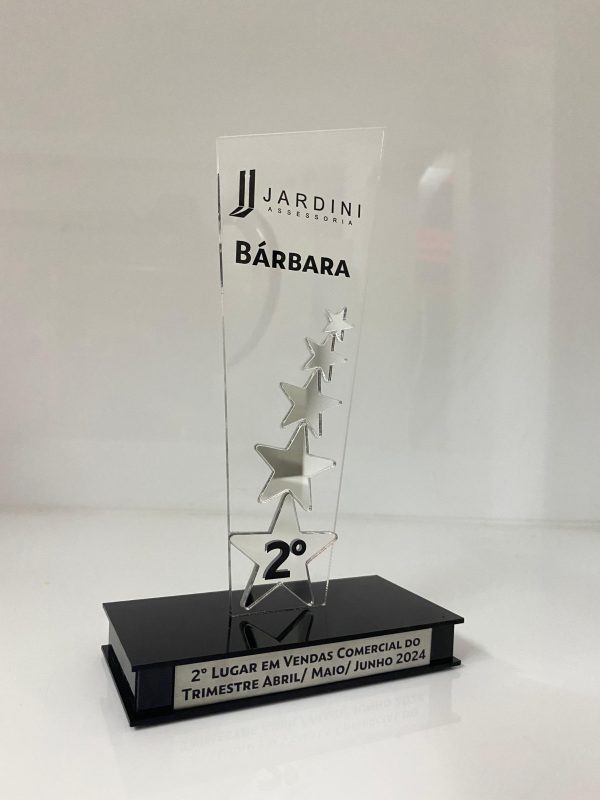 JARDINI
ASSESSORIA
BÁRBARA
2º
2º LUGAR EM VENDAS COMERCIAL DO
TRIMESTRE ABRIL/ MAIO/ JUNHO 2024